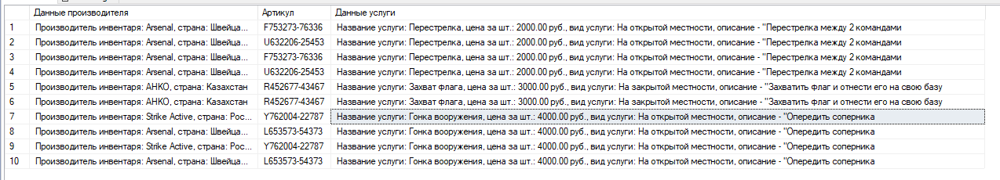 Данные производителя Артикул Данные услуги
1 Производитель инвентаря: Arsenal, страна: Швейца... F753273-76336 Название услуги: Перестрелка, цена за шт.: 2000.00 руб., вид услуги: На открытой местности, описание - "Перестрелка между 2 командами
2 Производитель инвентаря: Arsenal, страна: Швейца... U632206-25453 Название услуги: Перестрелка, цена за шт.: 2000.00 руб., вид услуги: На открытой местности, описание - "Перестрелка между 2 командами
3 Производитель инвентаря: Arsenal, страна: Швейца... F753273-76336 Название услуги: Перестрелка, цена за шт.: 2000.00 руб., вид услуги: На открытой местности, описание - "Перестрелка между 2 командами
4 Производитель инвентаря: Arsenal, страна: Швейца... U632206-25453 Название услуги: Перестрелка, цена за шт.: 2000.00 руб., вид услуги: На открытой местности, описание - "Перестрелка между 2 командами
5 Производитель инвентаря: АНКО, страна: Казахстан R452677-43467 Название услуги: Захват флага, цена за шт.: 3000.00 руб., вид услуги: На закрытой местности, описание - "Захватить флаг и отнести его на свою базу
6 Производитель инвентаря: АНКО, страна: Казахстан R452677-43467 Название услуги: Захват флага, цена за шт.: 3000.00 руб., вид услуги: На закрытой местности, описание - "Захватить флаг и отнести его на свою базу
7 Производитель инвентаря: Strike Active, страна: Рос... Y762004-22787 Название услуги: Гонка вооружения, цена за шт.: 4000.00 руб., вид услуги: На открытой местности, описание - "Опередить соперника
8 Производитель инвентаря: Arsenal, страна: Швейца... L653573-54373 Название услуги: Гонка вооружения, цена за шт.: 4000.00 руб., вид услуги: На открытой местности, описание - "Опередить соперника
9 Производитель инвентаря: Strike Active, страна: Рос... Y762004-22787 Название услуги: Гонка вооружения, цена за шт.: 4000.00 руб., вид услуги: На открытой местности, описание - "Опередить соперника
10 Производитель инвентаря: Arsenal, страна: Швейца... L653573-54373 Название услуги: Гонка вооружения, цена за шт.: 4000.00 руб., вид услуги: На открытой местности, описание - "Опередить соперника